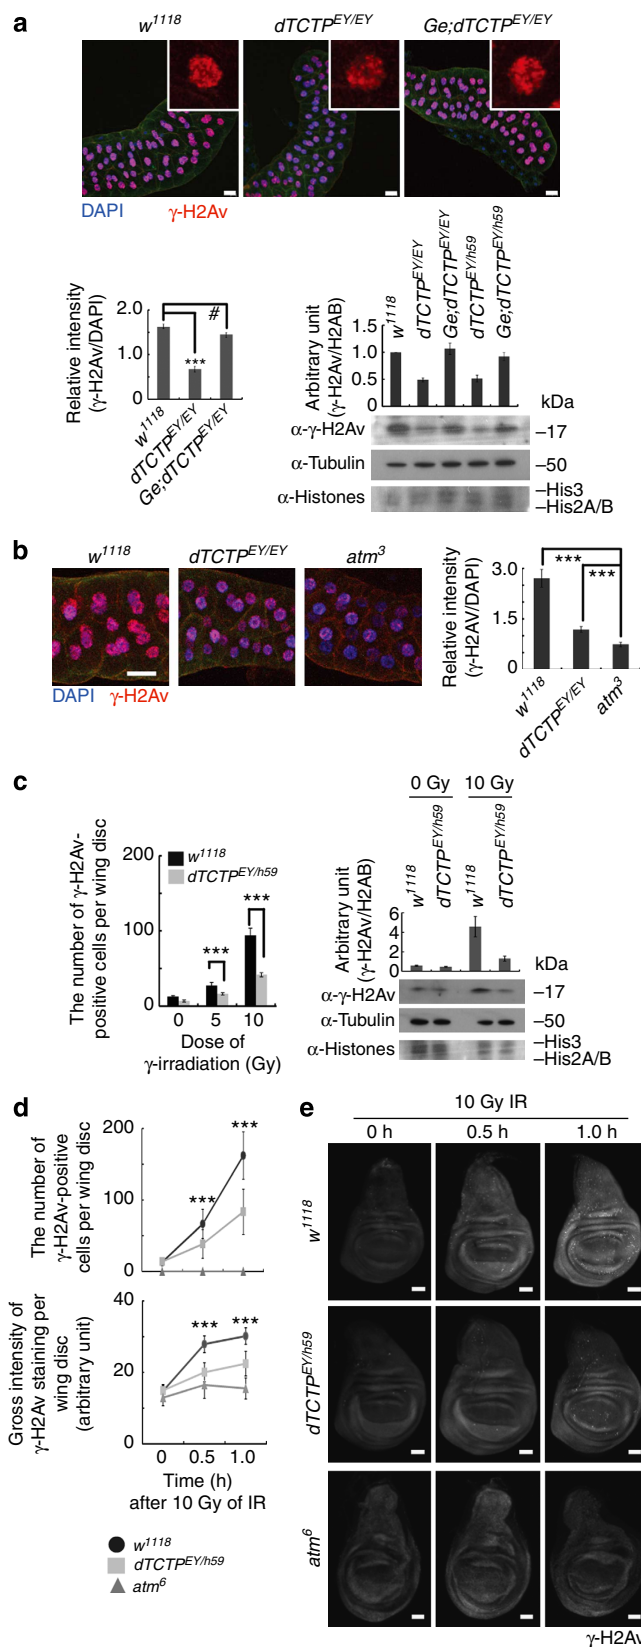 a
w1118 dTCTPEY/EY Ge;dTCTPEY/EY
DAPI γ-H2Av
Relative intensity
(γ-H2Av/DAPI)
2.0
1.0
0
#
***
w1118
dTCTPEY/EY
Ge;dTCTPEY/EY
w1118
dTCTPEY/EY
Ge;dTCTPEY/EY
dTCTPEY/h59
Ge;dTCTPEY/h59
Arbitrary unit
(γ-H2Av/H2AB)
1.5
1.0
0.5
0
kDa
α-γ-H2Av –17
α-Tubulin –50
α-Histones –His3
–His2A/B
b
w1118 dTCTPEY/EY atm3
DAPI γ-H2Av
Relative intensity
(γ-H2AV/DAPI)
3.0
1.5
0
***
***
w1118
dTCTPEY/EY
atm3
c
The number of γ-H2Av-
positive cells per wing disc
200
100
0
w1118
dTCTPEY/h59
***
***
0 5 10
Dose of
γ-irradiation (Gy)
0 Gy 10 Gy
w1118
dTCTPEY/h59
w1118
dTCTPEY/h59
Arbitrary unit
(γ-H2Av/H2AB)
6
4
2
0
kDa
α-γ-H2Av –17
α-Tubulin –50
α-Histones –His3
–His2A/B
d
The number of
γ-H2Av-positive
cells per wing disc
200
100
0
***
***
Gross intensity of
γ-H2Av staining per
wing disc
(arbitrary unit)
40
20
0
*** ***
0 0.5 1.0
Time (h)
after 10 Gy of IR
w1118
dTCTPEY/h59
atm6
e
10 Gy IR
0 h 0.5 h 1.0 h
w1118
dTCTPEY/h59
atm6
γ-H2Av